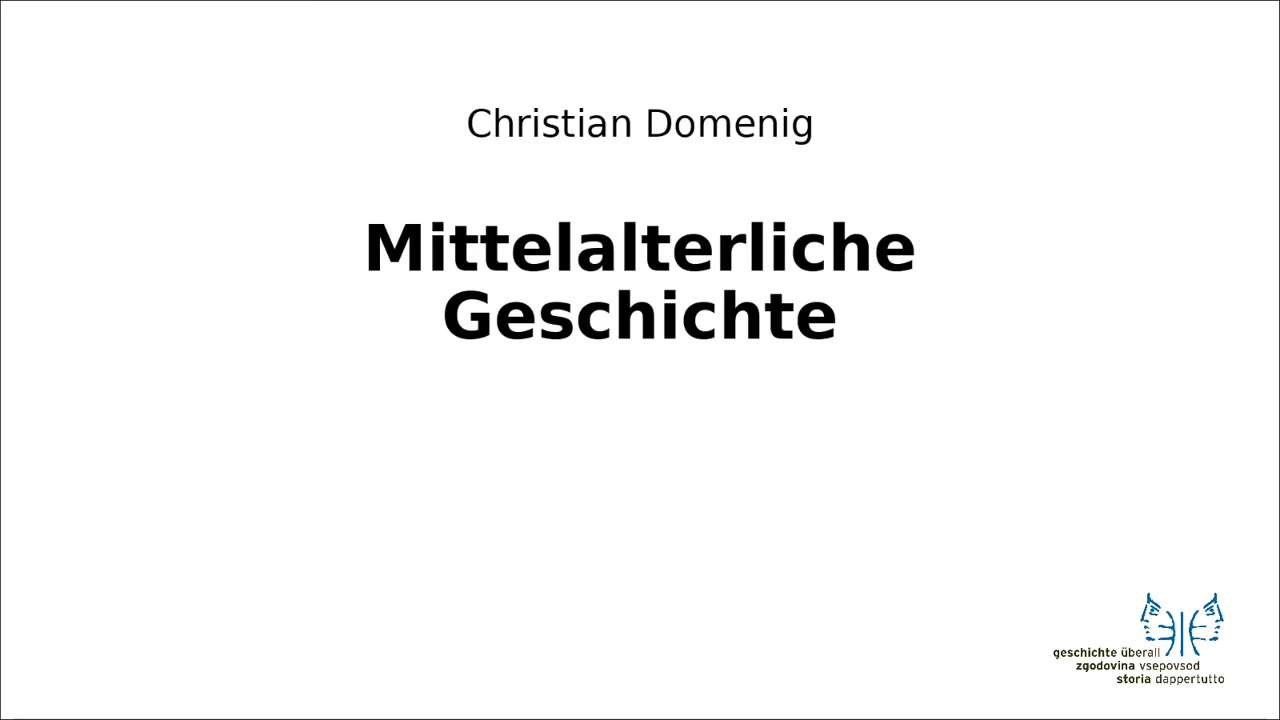 Christian Domenig
Mittelalterliche
Geschichte
geschichte überall
zgodovina vsepovsod
storia dappertutto